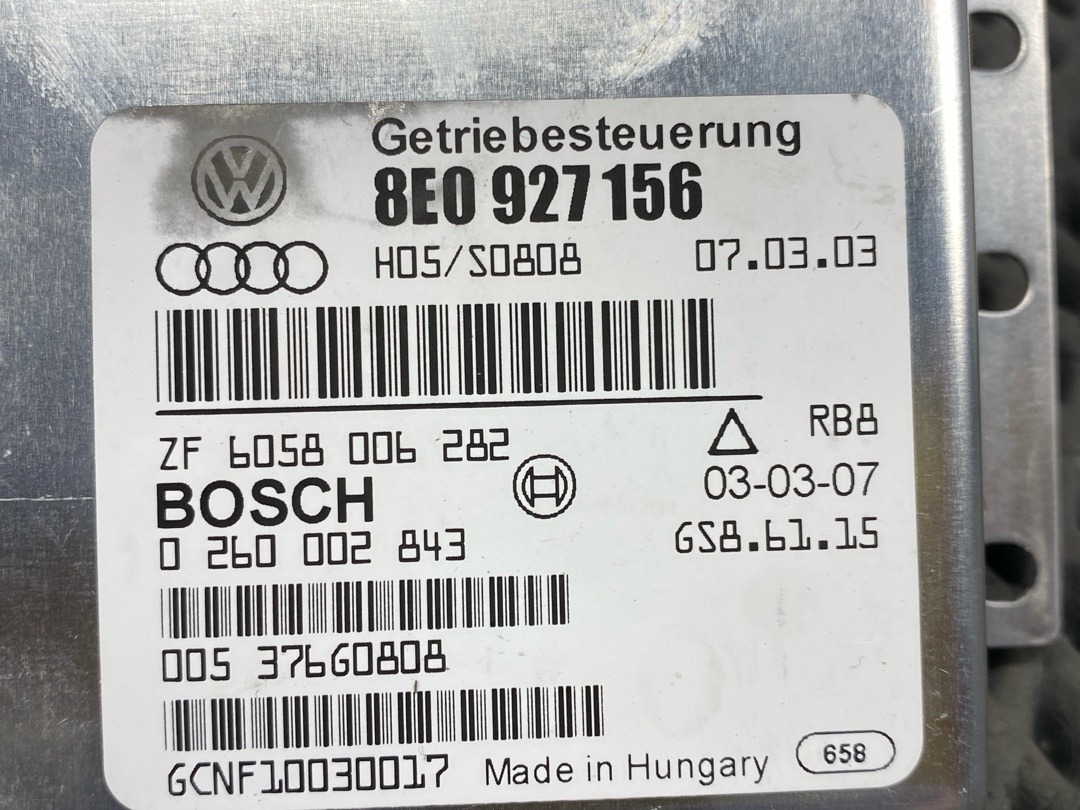 Getriebesteuerung
8E0 927 156
H05/S0808 07.03.03
ZF 6058 006 282 RB8
BOSCH 03-03-07
0 260 002 843 GS8.61.15
005 376G0808
GCNF10030017 Made in Hungary 658